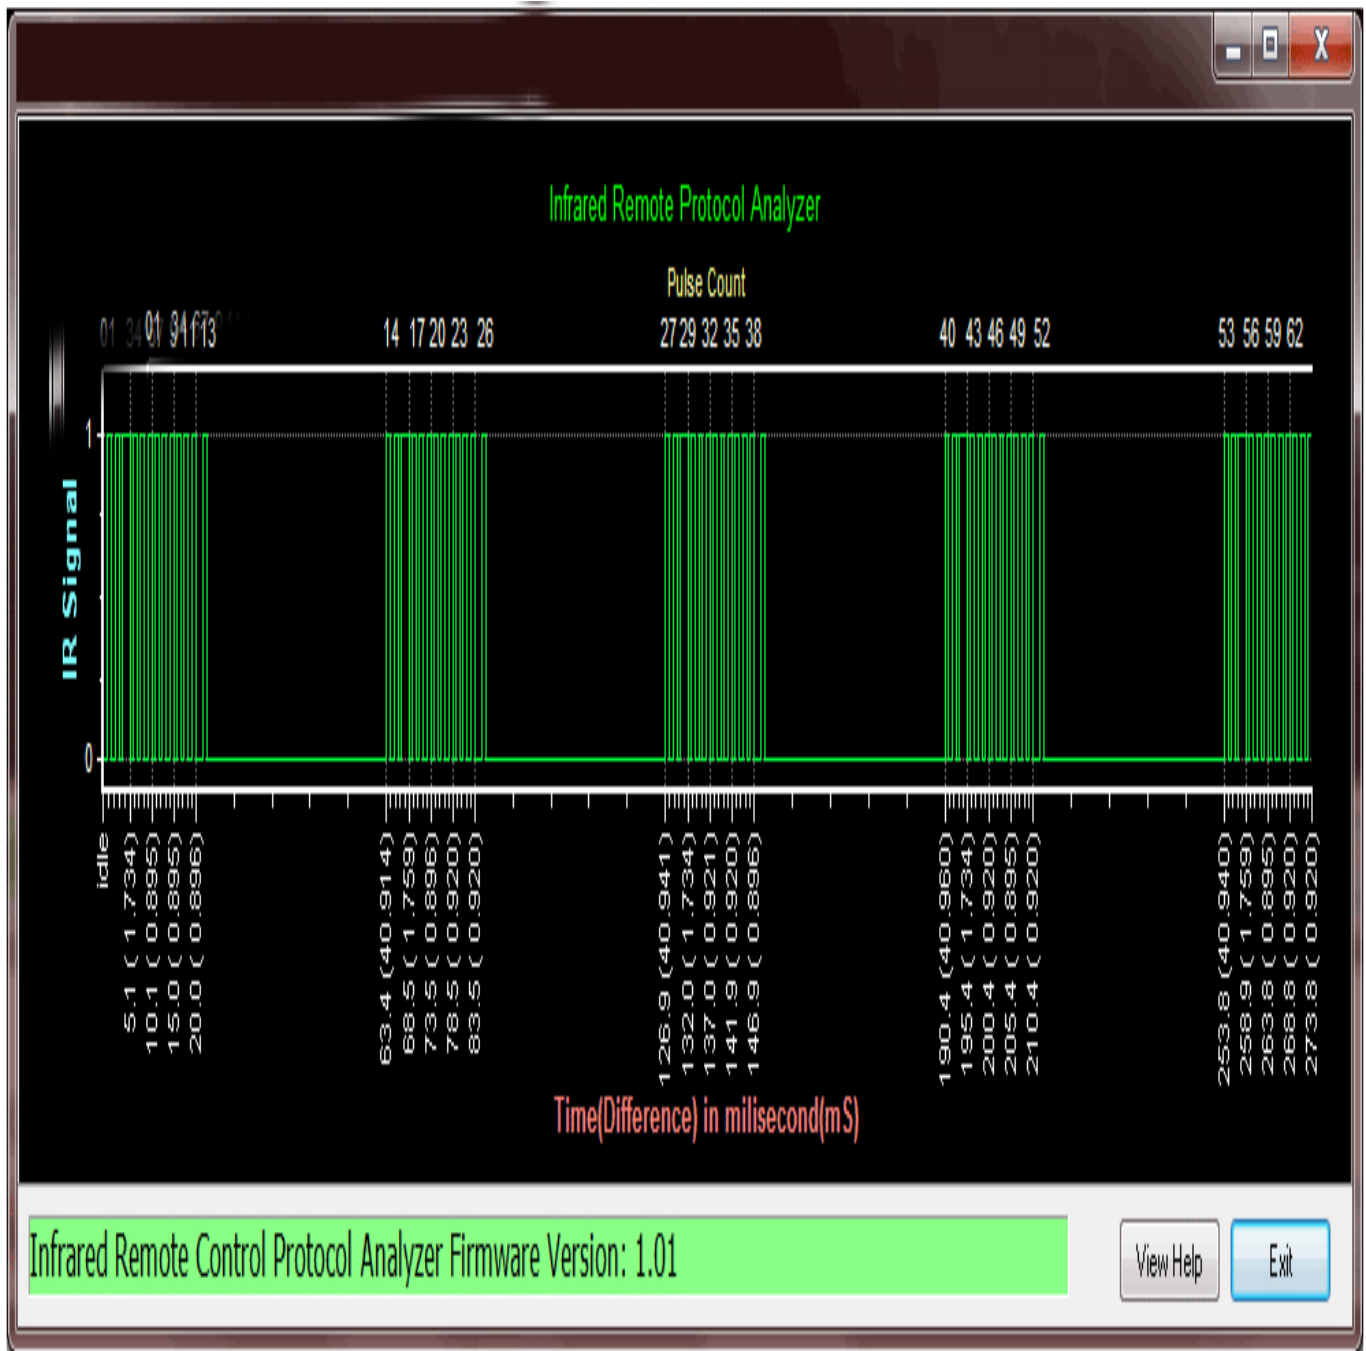 Infrared Remote Protocol Analyzer
Pulse Count
13 14 17 20 23 26 27 29 32 35 38 40 43 46 49 52 53 56 59 62
IR Signal
1
0
idle
5.1 ( 1.734)
10.1 ( 0.895)
15.0 ( 0.895)
20.0 ( 0.896)
63.4 (40.914)
68.5 ( 1.759)
73.5 ( 0.896)
78.5 ( 0.920)
83.5 ( 0.920)
126.9 (40.941)
132.0 ( 1.734)
137.0 ( 0.921)
141.9 ( 0.920)
146.9 ( 0.896)
190.4 (40.960)
195.4 ( 1.734)
200.4 ( 0.920)
205.4 ( 0.895)
210.4 ( 0.920)
253.8 (40.940)
258.9 ( 1.759)
263.8 ( 0.895)
268.8 ( 0.920)
273.8 ( 0.920)
Time(Difference) in milisecond(mS)
Infrared Remote Control Protocol Analyzer Firmware Version: 1.01
View Help
Exit